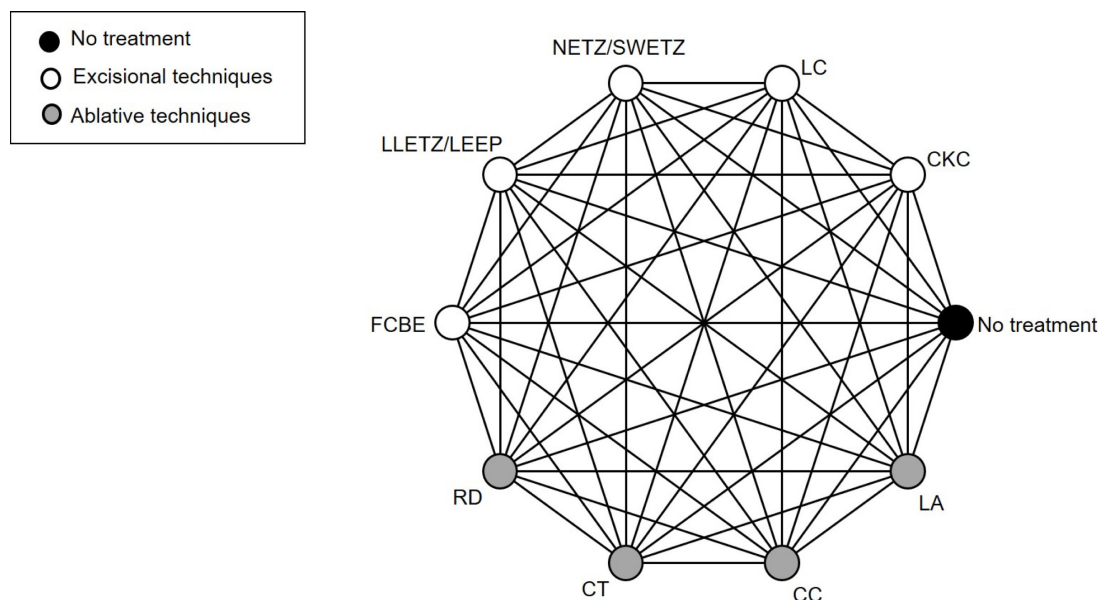 No treatment
Excisional techniques
Ablative techniques
NETZ/SWETZ
LC
LLETZ/LEEP
CKC
FCBE
No treatment
RD
LA
CT
CC